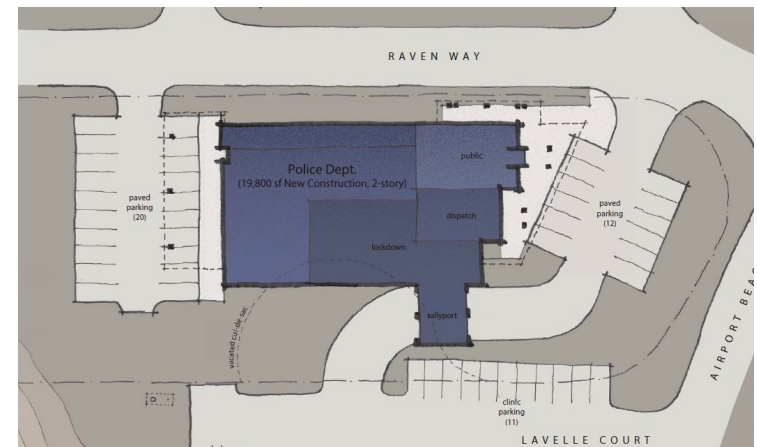 RAVEN WAY
public
Police Dept.
(19,800 sf New Construction, 2-story)
paved
parking
(20)
paved
parking
(12)
dispatch
lockdown
sallyport
vacated cul-de-sac
AIRPORT BEA
clinic
parking
(11)
LAVELLE COURT